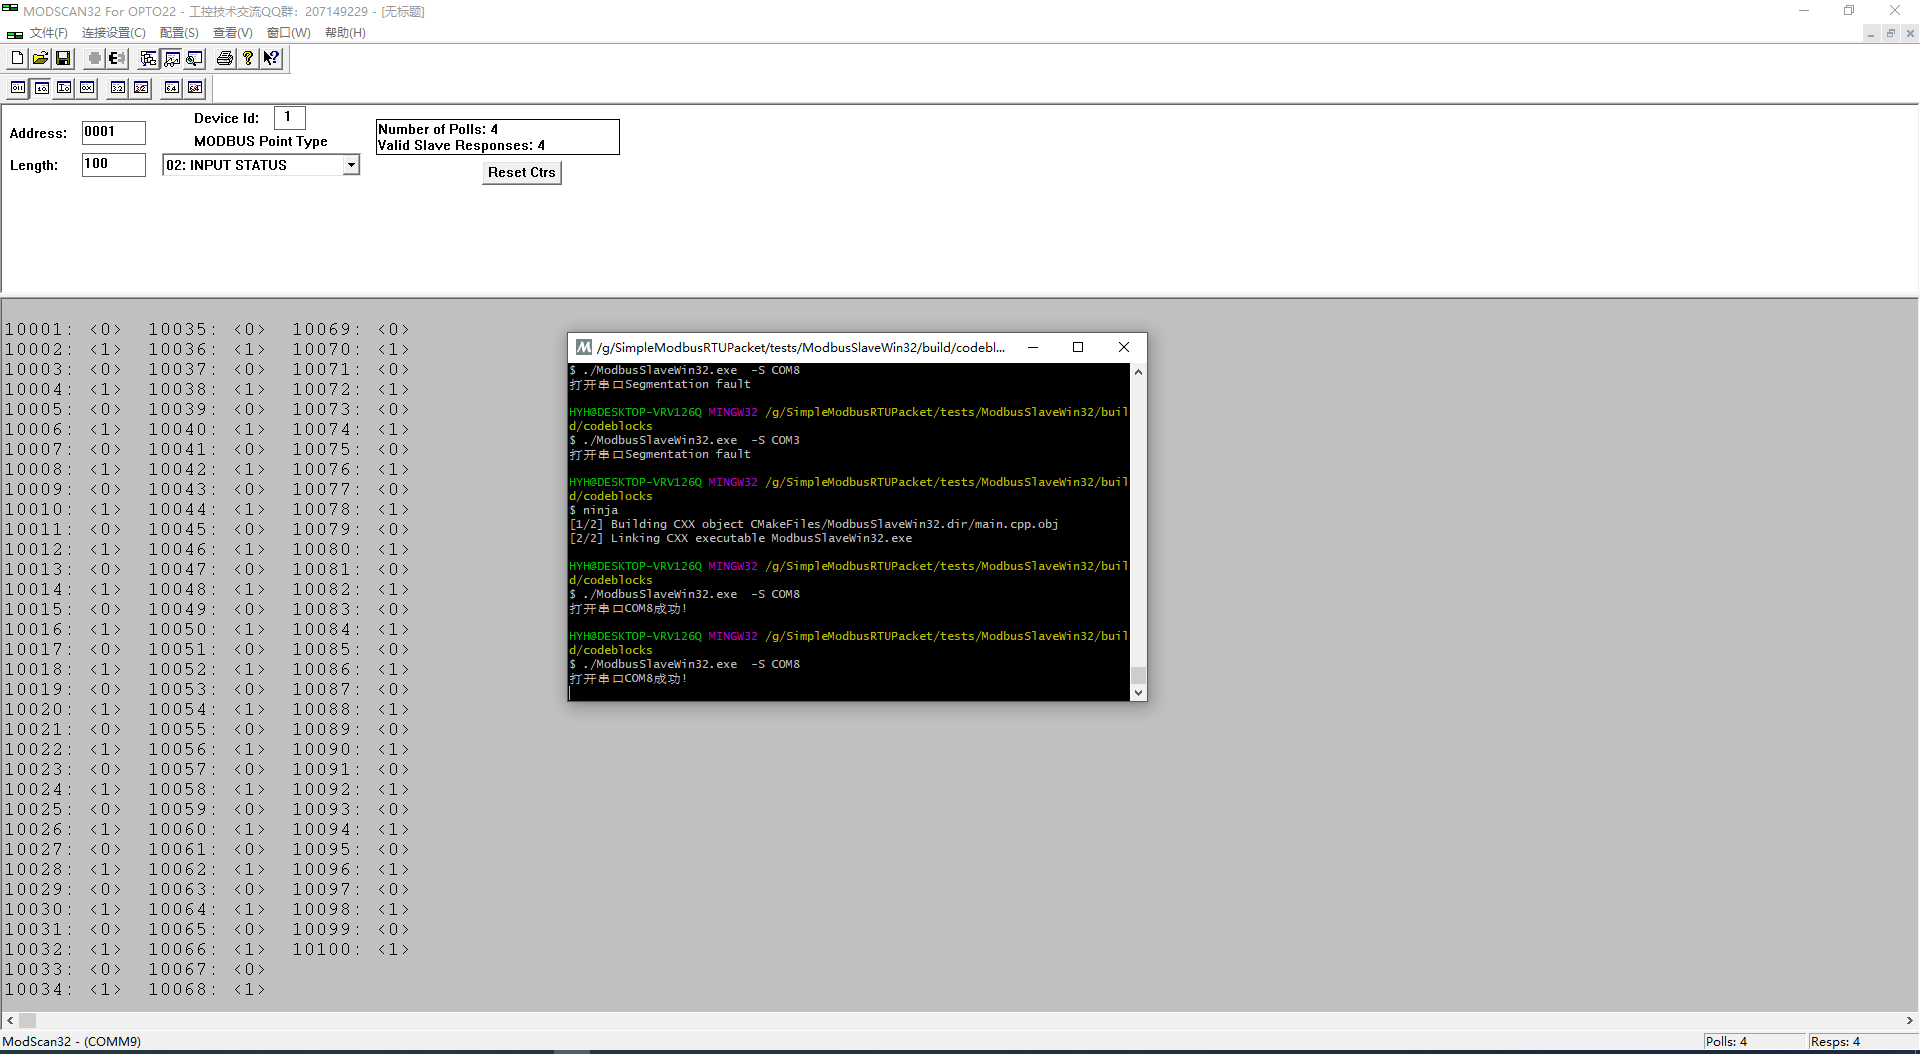 MODSCAN32 For OPTO22 - 工控技术交流QQ群：207149229 - [无标题]
文件(F) 连接设置(C) 配置(S) 查看(V) 窗口(W) 帮助(H)
Device Id: 1
Address: 0001
MODBUS Point Type
Length: 100
02: INPUT STATUS
Number of Polls: 4
Valid Slave Responses: 4
Reset Ctrs
10001: <0> 10035: <0> 10069: <0>
10002: <1> 10036: <1> 10070: <1>
10003: <0> 10037: <0> 10071: <0>
10004: <1> 10038: <1> 10072: <1>
10005: <0> 10039: <0> 10073: <0>
10006: <1> 10040: <1> 10074: <1>
10007: <0> 10041: <0> 10075: <0>
10008: <1> 10042: <1> 10076: <1>
10009: <0> 10043: <0> 10077: <0>
10010: <1> 10044: <1> 10078: <1>
10011: <0> 10045: <0> 10079: <0>
10012: <1> 10046: <1> 10080: <1>
10013: <0> 10047: <0> 10081: <0>
10014: <1> 10048: <1> 10082: <1>
10015: <0> 10049: <0> 10083: <0>
10016: <1> 10050: <1> 10084: <1>
10017: <0> 10051: <0> 10085: <0>
10018: <1> 10052: <1> 10086: <1>
10019: <0> 10053: <0> 10087: <0>
10020: <1> 10054: <1> 10088: <1>
10021: <0> 10055: <0> 10089: <0>
10022: <1> 10056: <1> 10090: <1>
10023: <0> 10057: <0> 10091: <0>
10024: <1> 10058: <1> 10092: <1>
10025: <0> 10059: <0> 10093: <0>
10026: <1> 10060: <1> 10094: <1>
10027: <0> 10061: <0> 10095: <0>
10028: <1> 10062: <1> 10096: <1>
10029: <0> 10063: <0> 10097: <0>
10030: <1> 10064: <1> 10098: <1>
10031: <0> 10065: <0> 10099: <0>
10032: <1> 10066: <1> 10100: <1>
10033: <0> 10067: <0>
10034: <1> 10068: <1>
/g/SimpleModbusRTUPacket/tests/ModbusSlaveWin32/build/codebl...
$ ./ModbusSlaveWin32.exe -S COM8
打开串口Segmentation fault
HYH@DESKTOP-VRV126Q MINGW32 /g/SimpleModbusRTUPacket/tests/ModbusSlaveWin32/buil
d/codeblocks
$ ./ModbusSlaveWin32.exe -S COM3
打开串口Segmentation fault
HYH@DESKTOP-VRV126Q MINGW32 /g/SimpleModbusRTUPacket/tests/ModbusSlaveWin32/buil
d/codeblocks
$ ninja
[1/2] Building CXX object CMakeFiles/ModbusSlaveWin32.dir/main.cpp.obj
[2/2] Linking CXX executable ModbusSlaveWin32.exe
HYH@DESKTOP-VRV126Q MINGW32 /g/SimpleModbusRTUPacket/tests/ModbusSlaveWin32/buil
d/codeblocks
$ ./ModbusSlaveWin32.exe -S COM8
打开串口COM8成功!
HYH@DESKTOP-VRV126Q MINGW32 /g/SimpleModbusRTUPacket/tests/ModbusSlaveWin32/buil
d/codeblocks
$ ./ModbusSlaveWin32.exe -S COM8
打开串口COM8成功!
ModScan32 - (COMM9)
Polls: 4
Resps: 4